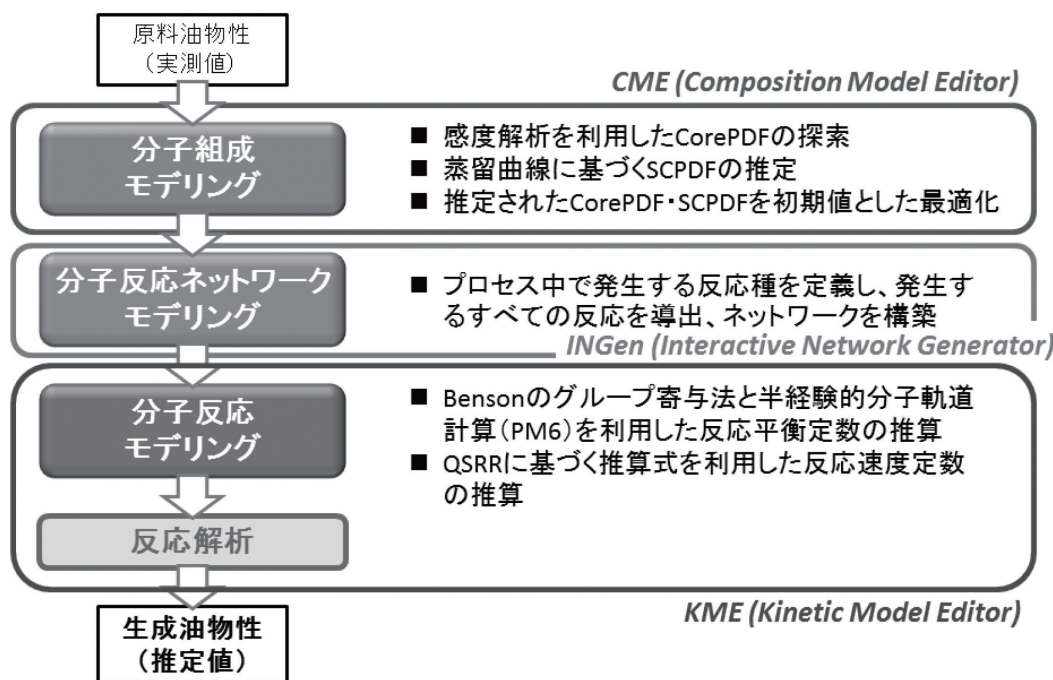 原料油物性
(実測値)
CME (Composition Model Editor)
分子組成
モデリング
■ 感度解析を利用したCorePDFの探索
■ 蒸留曲線に基づくSCPDFの推定
■ 推定されたCorePDF・SCPDFを初期値とした最適化
分子反応ネットワーク
モデリング
■ プロセス中で発生する反応種を定義し、発生す
るすべての反応を導出、ネットワークを構築
INGen (Interactive Network Generator)
分子反応
モデリング
■ Bensonのグループ寄与法と半経験的分子軌道
計算(PM6)を利用した反応平衡定数の推算
■ QSRRに基づく推算式を利用した反応速度定数
の推算
反応解析
KME (Kinetic Model Editor)
生成油物性
(推定値)